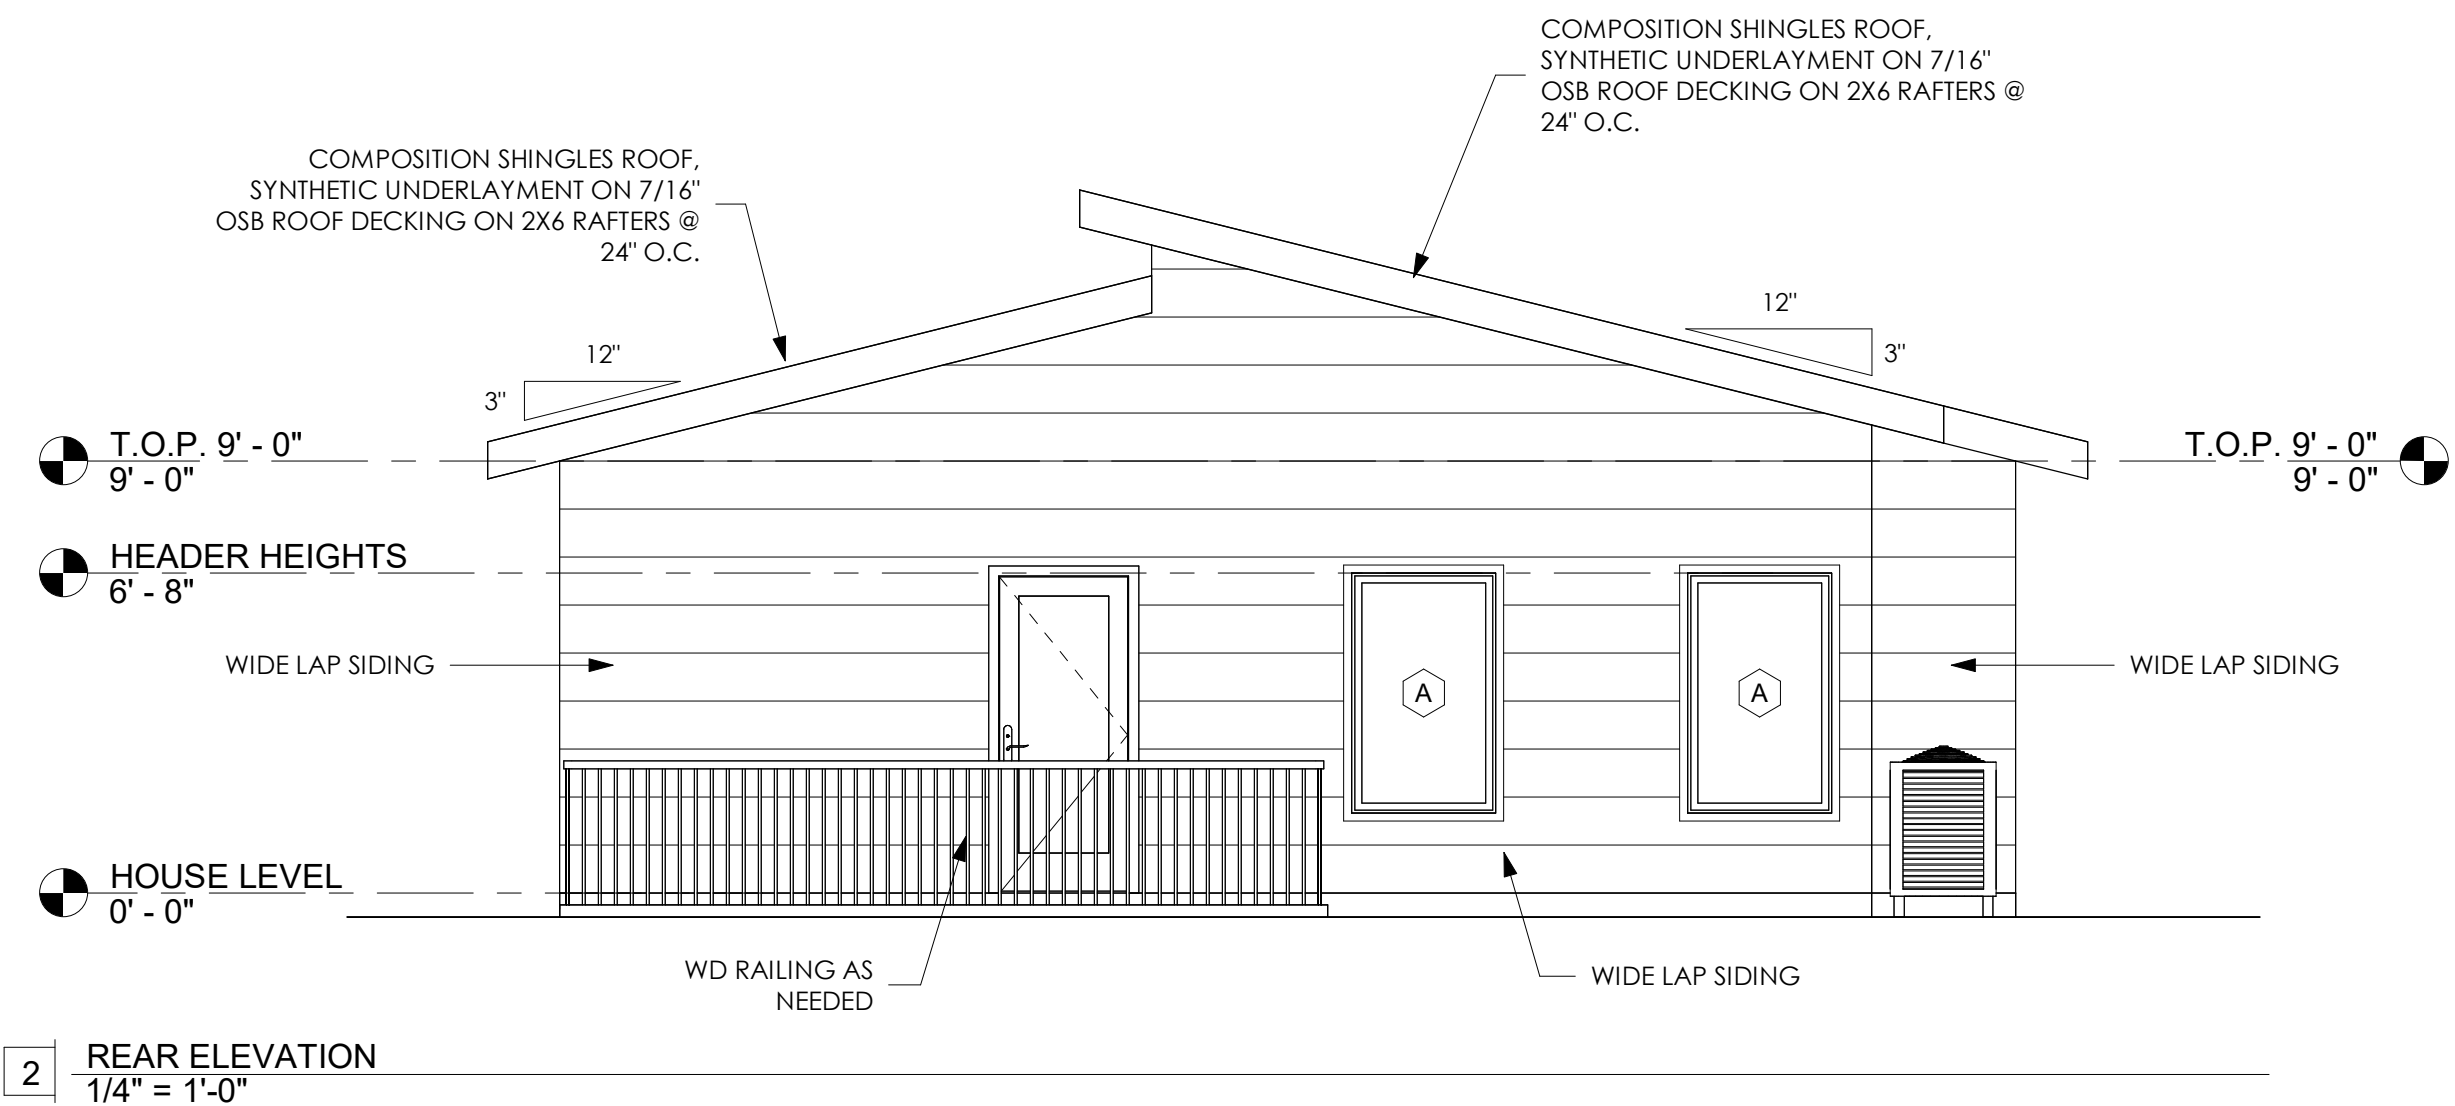 COMPOSITION SHINGLES ROOF,
SYNTHETIC UNDERLAYMENT ON 7/16"
OSB ROOF DECKING ON 2X6 RAFTERS @
24" O.C.
COMPOSITION SHINGLES ROOF,
SYNTHETIC UNDERLAYMENT ON 7/16"
OSB ROOF DECKING ON 2X6 RAFTERS @
24" O.C.
12"
3"
12"
3"
T.O.P. 9' - 0"
9' - 0"
T.O.P. 9' - 0"
9' - 0"
HEADER HEIGHTS
6' - 8"
WIDE LAP SIDING
A
A
WIDE LAP SIDING
HOUSE LEVEL
0' - 0"
WD RAILING AS
NEEDED
WIDE LAP SIDING
2
REAR ELEVATION
1/4" = 1'-0"